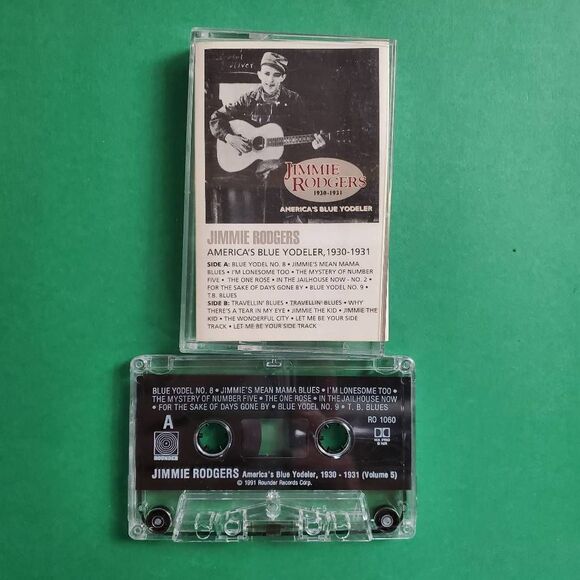 JIMMIE
RODGERS
1930-1931
AMERICA'S BLUE YODELER
JIMMIE RODGERS
AMERICA'S BLUE YODELER, 1930-1931
SIDE A: BLUE YODEL NO. 8 • JIMMIE'S MEAN MAMA
BLUES • I'M LONESOME TOO • THE MYSTERY OF NUMBER
FIVE • THE ONE ROSE • IN THE JAILHOUSE NOW - NO. 2 •
FOR THE SAKE OF DAYS GONE BY • BLUE YODEL NO. 9 •
T.B. BLUES
SIDE B: TRAVELLIN' BLUES • TRAVELLIN' BLUES • WHY
THERE'S A TEAR IN MY EYE • JIMMIE THE KID • JIMMIE THE
KID • THE WONDERFUL CITY • LET ME BE YOUR SIDE
TRACK • LET ME BE YOUR SIDE TRACK
BLUE YODEL NO. 8 • JIMMIE'S MEAN MAMA BLUES • I'M LONESOME TOO •
THE MYSTERY OF NUMBER FIVE • THE ONE ROSE • IN THE JAILHOUSE NOW
• FOR THE SAKE OF DAYS GONE BY • BLUE YODEL NO. 9 • T. B. BLUES
A
RO 1060
ROUNDER
HX PRO
B NR
JIMMIE RODGERS America's Blue Yodeler, 1930 - 1931 (Volume 5)
© 1991 Rounder Records Corp.